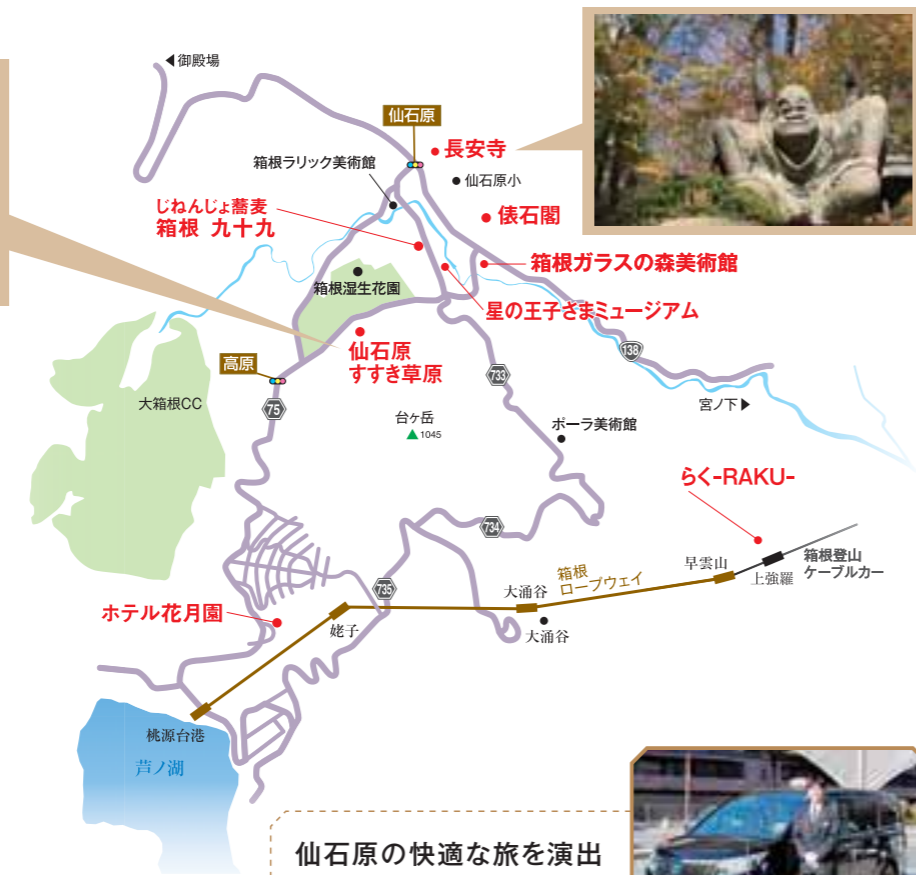 ◀御殿場
仙石原
長安寺
箱根ラリック美術館
仙石原小
じねんじょ蕎麦
箱根 九十九
俵石閣
箱根ガラスの森美術館
箱根湿生花園
星の王子さまミュージアム
仙石原
すすき草原
138
高原
733
75
大箱根CC
台ヶ岳
▲1045
宮ノ下▶
ポーラ美術館
らく-RAKU-
734
箱根登山
ケーブルカー
早雲山
上強羅
箱根
ロープウェイ
大涌谷
735
ホテル花月園
姥子
大涌谷
桃源台港
芦ノ湖
仙石原の快適な旅を演出